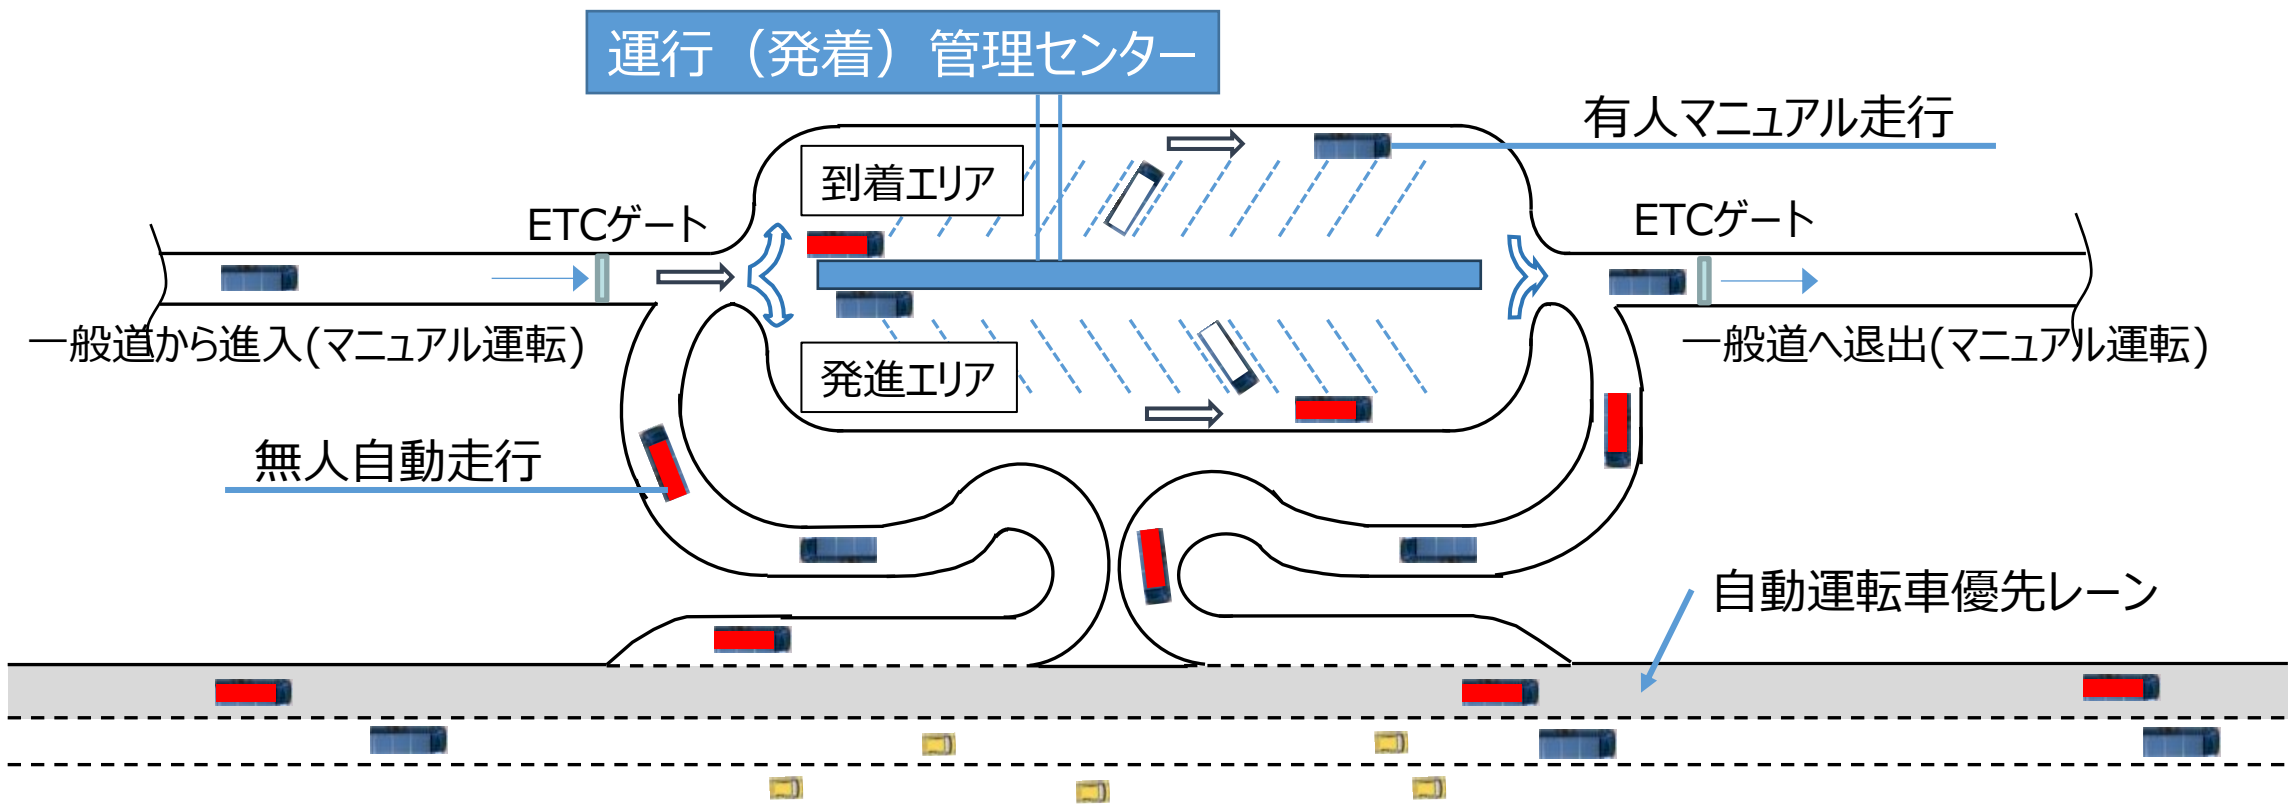 運行（発着）管理センター
有人マニュアル走行
到着エリア
ETCゲート
ETCゲート
一般道から進入(マニュアル運転)
一般道へ退出(マニュアル運転)
発進エリア
無人自動走行
自動運転車優先レーン